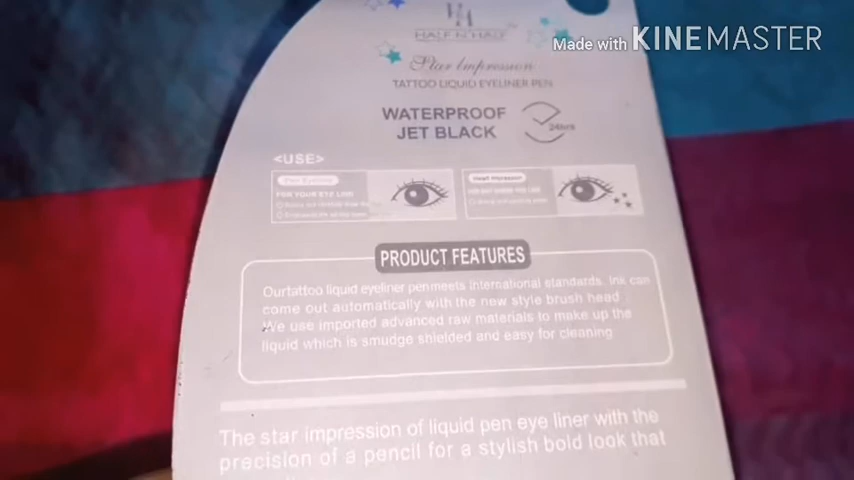 Made with KINEMASTER
HALF N HALF
Star Impression
TATTOO LIQUID EYELINER PEN
WATERPROOF
JET BLACK
24hrs
<USE>
FOR YOUR EYE LINE
PRODUCT FEATURES
Ourtattoo liquid eyeliner penmeets international standards, ink can
come out automatically with the new style brush head
We use imported advanced raw materials to make up the
liquid which is smudge shielded and easy for cleaning
The star impression of liquid pen eye liner with the
precision of a pencil for a stylish bold look that